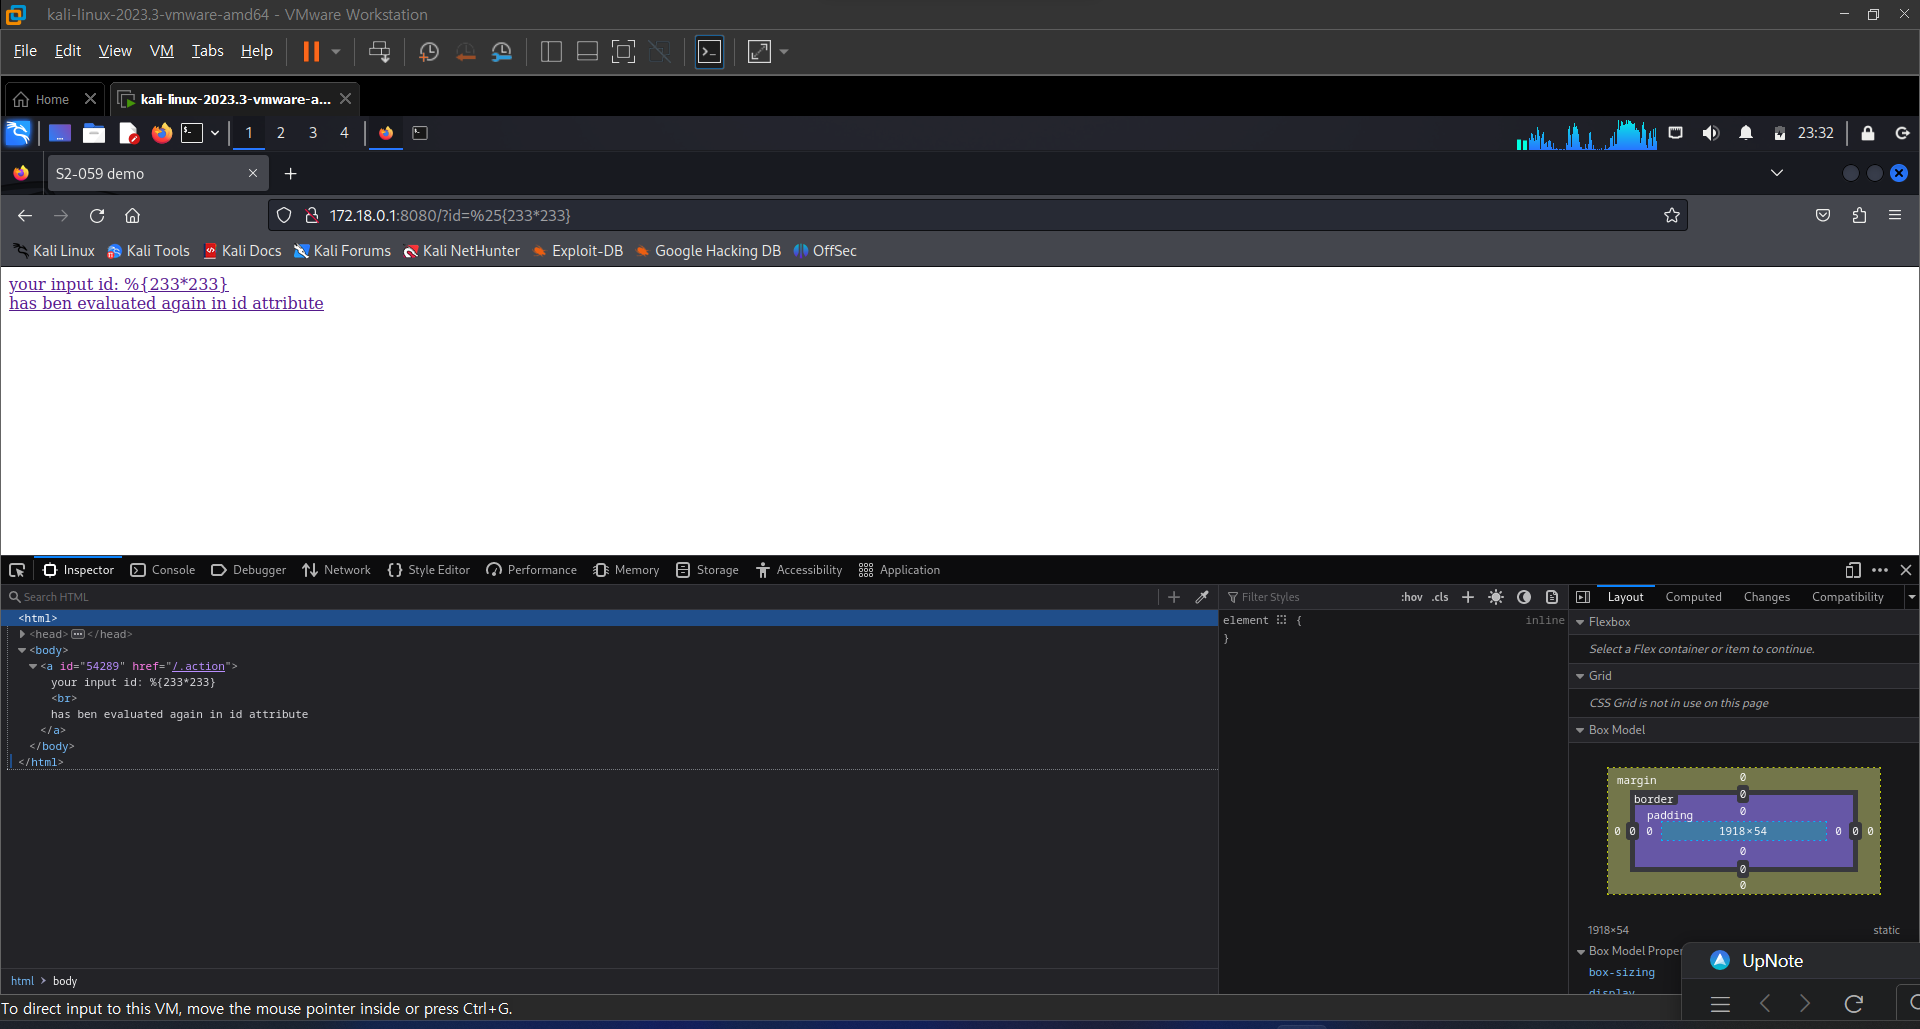 kali-linux-2023.3-vmware-amd64 - VMware Workstation
File Edit View VM Tabs Help
Home kali-linux-2023.3-vmware-a...
1 2 3 4 23:32
S2-059 demo
172.18.0.1:8080/?id=%25{233*233}
Kali Linux Kali Tools Kali Docs Kali Forums Kali NetHunter Exploit-DB Google Hacking DB OffSec
your input id: %{233*233}
has ben evaluated again in id attribute
Inspector Console Debugger Network Style Editor Performance Memory Storage Accessibility Application
Search HTML
Filter Styles :hov .cls
Layout Computed Changes Compatibility
<html>
<head> </head>
<body>
<a id="54289" href="/.action">
your input id: %{233*233}
<br>
has ben evaluated again in id attribute
</a>
</body>
</html>
element { inline
}
Flexbox
Select a Flex container or item to continue.
Grid
CSS Grid is not in use on this page
Box Model
margin 0
border 0
padding 0
0 0 0 1918×54 0 0 0
0
0
0
1918×54 static
Box Model Proper
box-sizing
display
UpNote
html > body
To direct input to this VM, move the mouse pointer inside or press Ctrl+G.